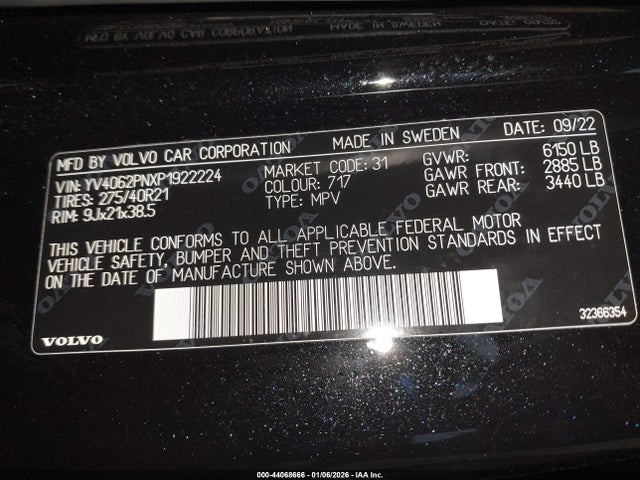 MFD BY VOLVO CAR CORPORATION MADE IN SWEDEN DATE: 09/22
VIN: YV4062PNXP1922224 MARKET CODE: 31 GVWR: 6150 LB
TIRES: 275/40R21 COLOUR: 717 GAWR FRONT: 2885 LB
RIM: 9Jx21x38.5 TYPE: MPV GAWR REAR: 3440 LB
THIS VEHICLE CONFORMS TO ALL APPLICABLE FEDERAL MOTOR
VEHICLE SAFETY, BUMPER AND THEFT PREVENTION STANDARDS IN EFFECT
ON THE DATE OF MANUFACTURE SHOWN ABOVE.
VOLVO 32366354
000-44068666 - 01/06/2026 - IAA Inc.